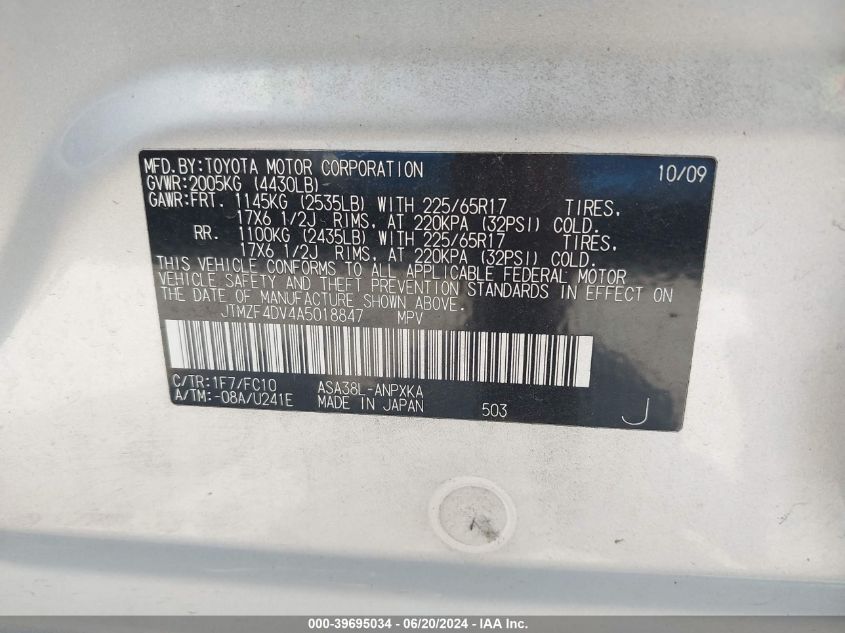 MFD.BY:TOYOTA MOTOR CORPORATION 10/09
GVWR:2005KG (4430LB)
GAWR:FRT. 1145KG (2535LB) WITH 225/65R17 TIRES,
17X6 1/2J RIMS, AT 220KPA (32PSI) COLD.
RR. 1100KG (2435LB) WITH 225/65R17 TIRES,
17X6 1/2J RIMS, AT 220KPA (32PSI) COLD.
THIS VEHICLE CONFORMS TO ALL APPLICABLE FEDERAL MOTOR
VEHICLE SAFETY AND THEFT PREVENTION STANDARDS IN EFFECT ON
THE DATE OF MANUFACTURE SHOWN ABOVE.
JTMZF4DV4A5018847 MPV
C/TR:1F7/FC10 ASA38L-ANPXKA
A/TM:-08A/U241E MADE IN JAPAN 503 J
000-39695034 - 06/20/2024 - IAA Inc.